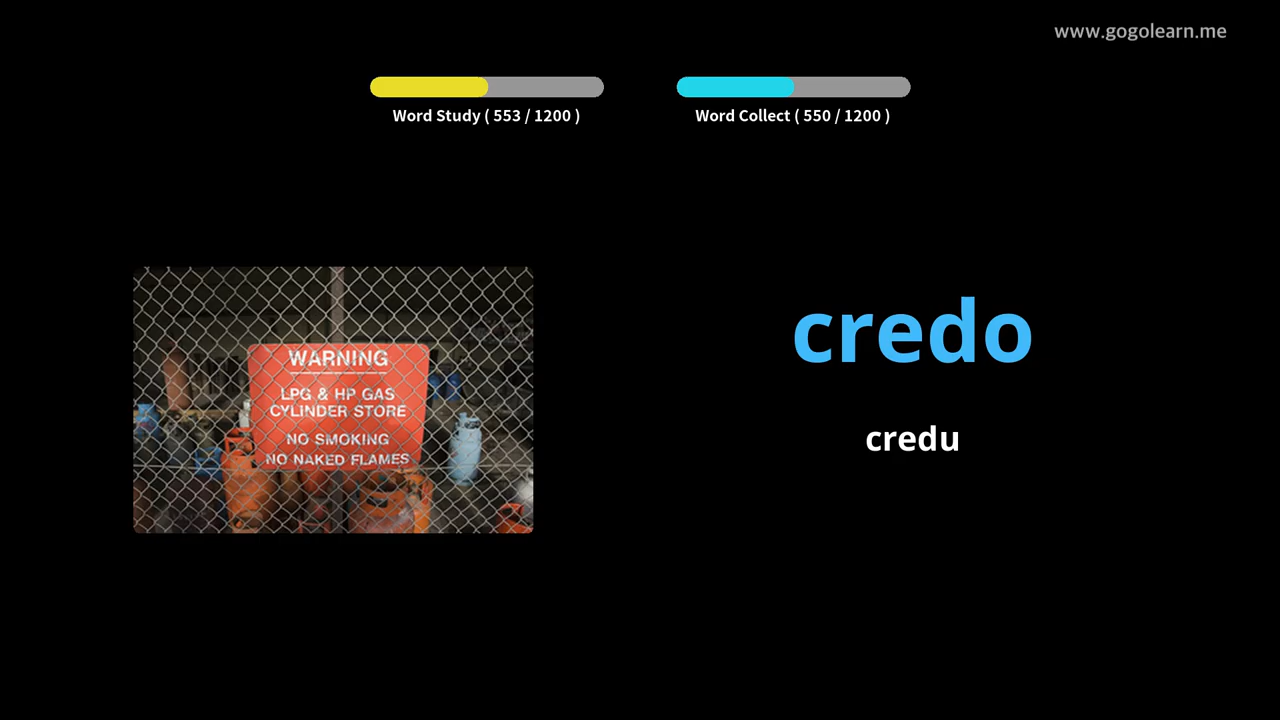 www.gogolearn.me
Word Study ( 553 / 1200 )
Word Collect ( 550 / 1200 )
WARNING
LPG & HP GAS
CYLINDER STORE
NO SMOKING
NO NAKED FLAMES
credo
credu